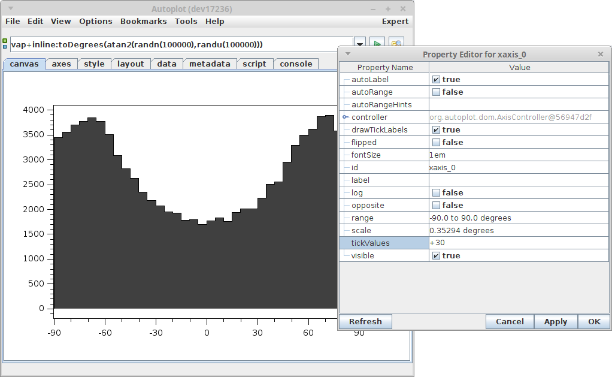 Autoplot (dev17236)
File Edit View Options Bookmarks Tools Help Expert
vap+inline:toDegrees(atan2(randn(100000),randu(100000)))
canvas axes style layout data metadata script console
4000
3500
3000
2500
2000
1500
1000
500
0
-90 -60 -30 0 30 60 90
Property Editor for xaxis_0
Property Name Value
autoLabel true
autoRange false
autoRangeHints
controller org.autoplot.dom.AxisController@56947d2f
drawTickLabels true
flipped false
fontSize 1em
id xaxis_0
label
log false
opposite false
range -90.0 to 90.0 degrees
scale 0.35294 degrees
tickValues +30
visible true
Refresh Cancel Apply OK